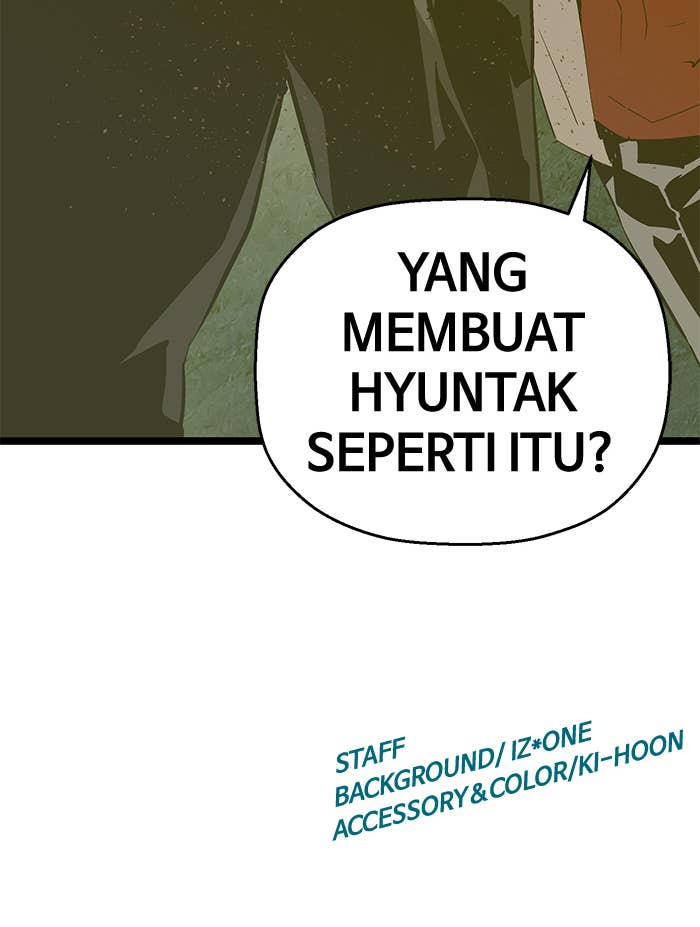 YANG
MEMBUAT
HYUNTAK
SEPERTI ITU?
STAFF
BACKGROUND/ IZ*ONE
ACCESSORY&COLOR/KI-HOON